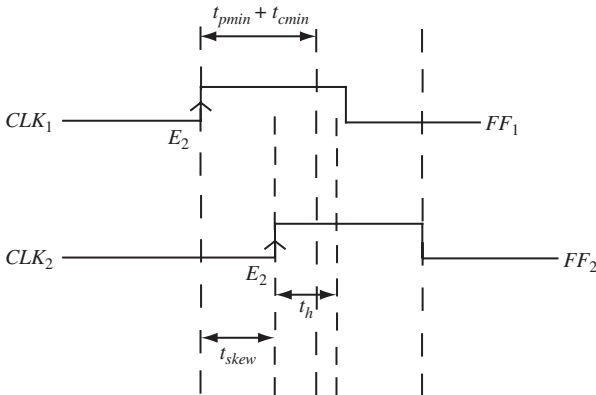 t_pmin + t_cmin
CLK_1
E_2
FF_1
CLK_2
E_2
FF_2
t_h
t_skew